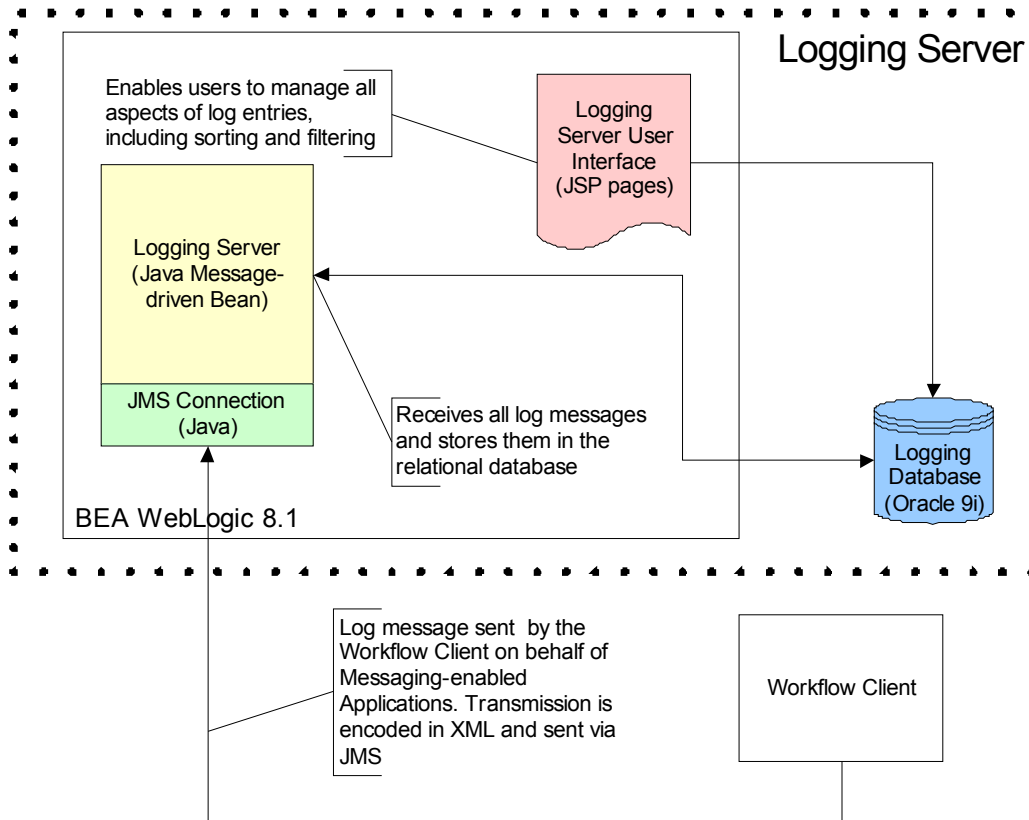 Logging Server
Enables users to manage all
aspects of log entries,
including sorting and filtering
Logging
Server User
Interface
(JSP pages)
Logging Server
(Java Message-
driven Bean)
JMS Connection
(Java)
Receives all log messages
and stores them in the
relational database
Logging
Database
(Oracle 9i)
BEA WebLogic 8.1
Log message sent by the
Workflow Client on behalf of
Messaging-enabled
Applications. Transmission is
encoded in XML and sent via
JMS
Workflow Client